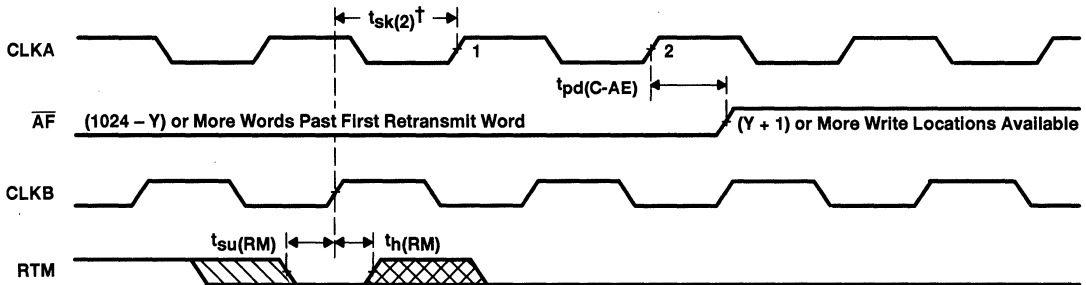 tsk(2)†
CLKA
1
2
tpd(C-AE)
AF
(1024 – Y) or More Words Past First Retransmit Word
(Y + 1) or More Write Locations Available
CLKB
tsu(RM)
th(RM)
RTM